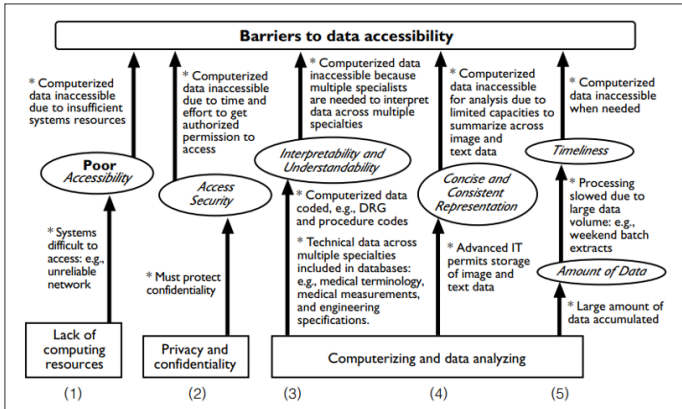 Barriers to data accessibility
* Computerized
data inaccessible
due to insufficient
systems resources
* Computerized
data inaccessible
due to time and
effort to get
authorized
permission to
access
* Computerized data
inaccessible because
multiple specialists
are needed to interpret
data across multiple
specialties
* Computerized
data inaccessible
for analysis due to
limited capacities to
summarize across
image and
text data
* Computerized
data inaccessible
when needed
Poor
Accessibility
Access
Security
Interpretability and
Understandability
Concise and
Consistent
Representation
Timeliness
* Systems
difficult to
access: e.g.,
unreliable
network
* Must protect
confidentiality
* Computerized data
coded, e.g., DRG
and procedure codes
* Technical data across
multiple specialties
included in databases:
e.g., medical terminology,
medical measurements,
and engineering
specifications.
* Advanced IT
permits storage
of image and
text data
* Processing
slowed due to
large data
volume: e.g.,
weekend batch
extracts
Amount of Data
* Large amount of
data accumulated
Lack of
computing
resources
Privacy and
confidentiality
Computerizing and data analyzing
(1) (2) (3) (4) (5)